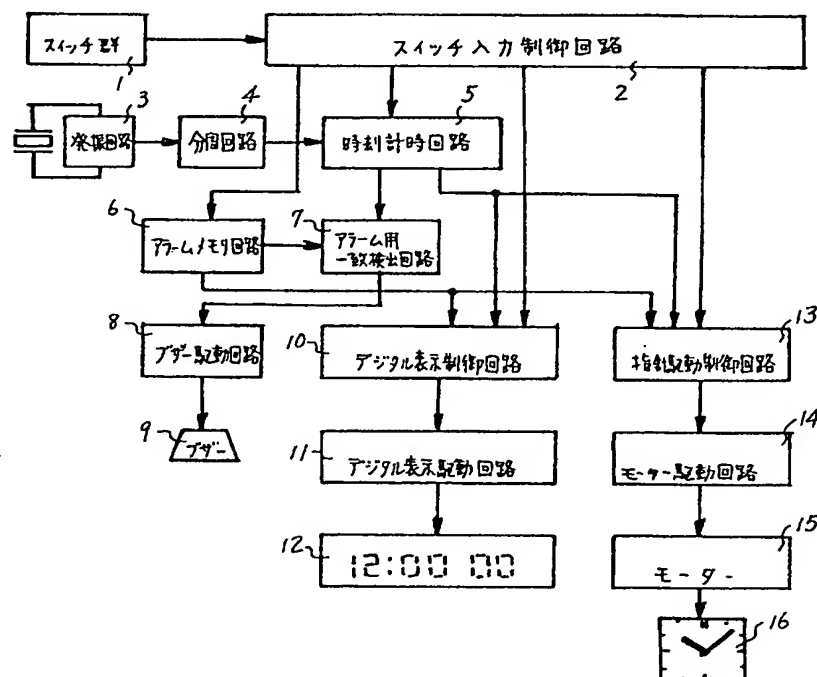 スイッチ群
1
スイッチ入力制御回路
2
3
発振回路
4
分周回路
5
時刻計時回路
6
アラームメモリ回路
7
アラーム用
一致検出回路
8
ブザー駆動回路
9
ブザー
10
デジタル表示制御回路
11
デジタル表示駆動回路
12
12:00 00
13
指針駆動制御回路
14
モーター駆動回路
15
モーター
16